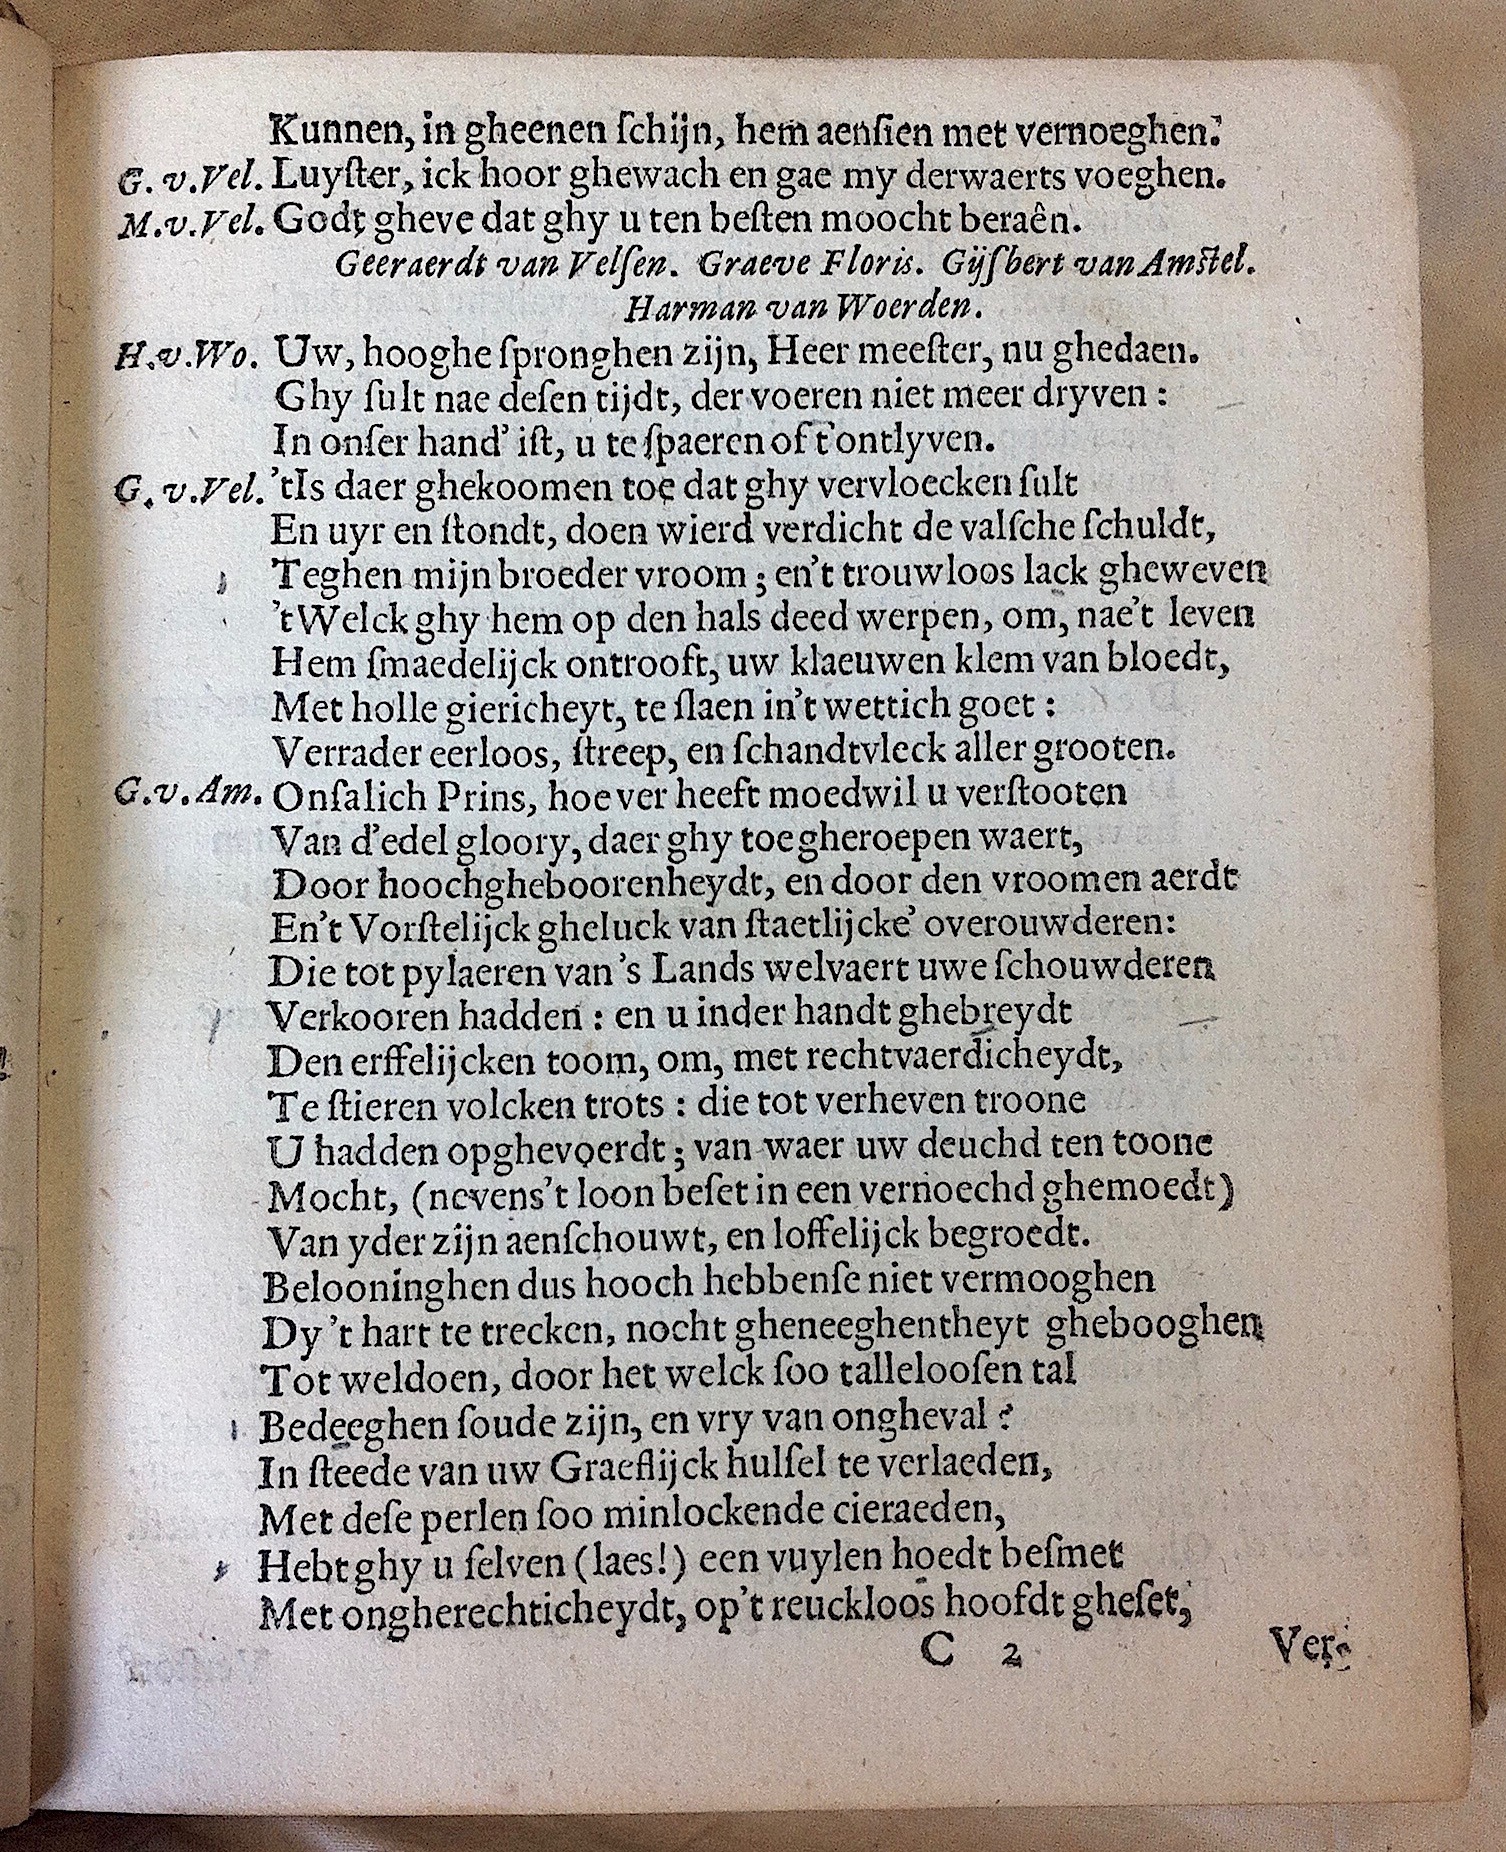 Kunnen, in gheenen ſchijn, hem aenſien met vernoeghen?
G. v. Vel. Luyſter, ick hoor ghewach en gae my derwaerts voeghen.
M. v. Vel. Godt gheve dat ghy u ten beſten moocht beraên.
Geeraerdt van Velſen. Graeve Floris. Gijſbert van Amſtel.
Harman van Woerden.
H. v. Wo. Uw, hooghe ſpronghen zijn, Heer meeſter, nu ghedaen.
Ghy ſult nae deſen tijdt, der voeren niet meer dryven :
In onſer hand' iſt, u te ſpaeren of t'ontlyven.
G. v. Vel. 'tIs daer ghekoomen toe dat ghy vervloecken ſult
En uyr en ſtondt, doen wierd verdicht de valſche ſchuldt,
Teghen mijn broeder vroom ; en't trouwloos lack gheweven
'tWelck ghy hem op den hals deed werpen, om, nae't leven
Hem ſmaedelijck ontrooft, uw klaeuwen klem van bloedt,
Met holle giericheyt, te ſlaen in't wettich goet :
Verrader eerloos, ſtreep, en ſchandtvleck aller grooten.
G. v. Am. Onſalich Prins, hoe ver heeft moedwil u verſtooten
Van d'edel gloory, daer ghy toe gheroepen waert,
Door hoochgheboorenheydt, en door den vroomen aerdt
En't Vorſtelijck gheluck van ſtaetlijcke' overouwderen:
Die tot pylaeren van 's Lands welvaert uwe ſchouwderen
Verkooren hadden : en u inder handt ghebreydt
Den erffelijcken toom, om, met rechtvaerdicheydt,
Te ſtieren volcken trots : die tot verheven troone
U hadden opghevoerdt ; van waer uw deuchd ten toone
Mocht, (nevens't loon beſet in een vernoechd ghemoedt)
Van yder zijn aenſchouwt, en loffelijck begroedt.
Belooninghen dus hooch hebbenſe niet vermooghen
Dy 't hart te trecken, nocht gheneeghentheyt ghebooghen
Tot weldoen, door het welck ſoo tallelooſen tal
Bedeeghen ſoude zijn, en vry van ongheval ?
In ſteede van uw Graeflijck hulſel te verlaeden,
Met deſe perlen ſoo minlockende cieraeden,
Hebt ghy u ſelven (laes!) een vuylen hoedt beſmet
Met ongherechticheydt, op't reuckloos hoofdt gheſet,
C 2 Ver-